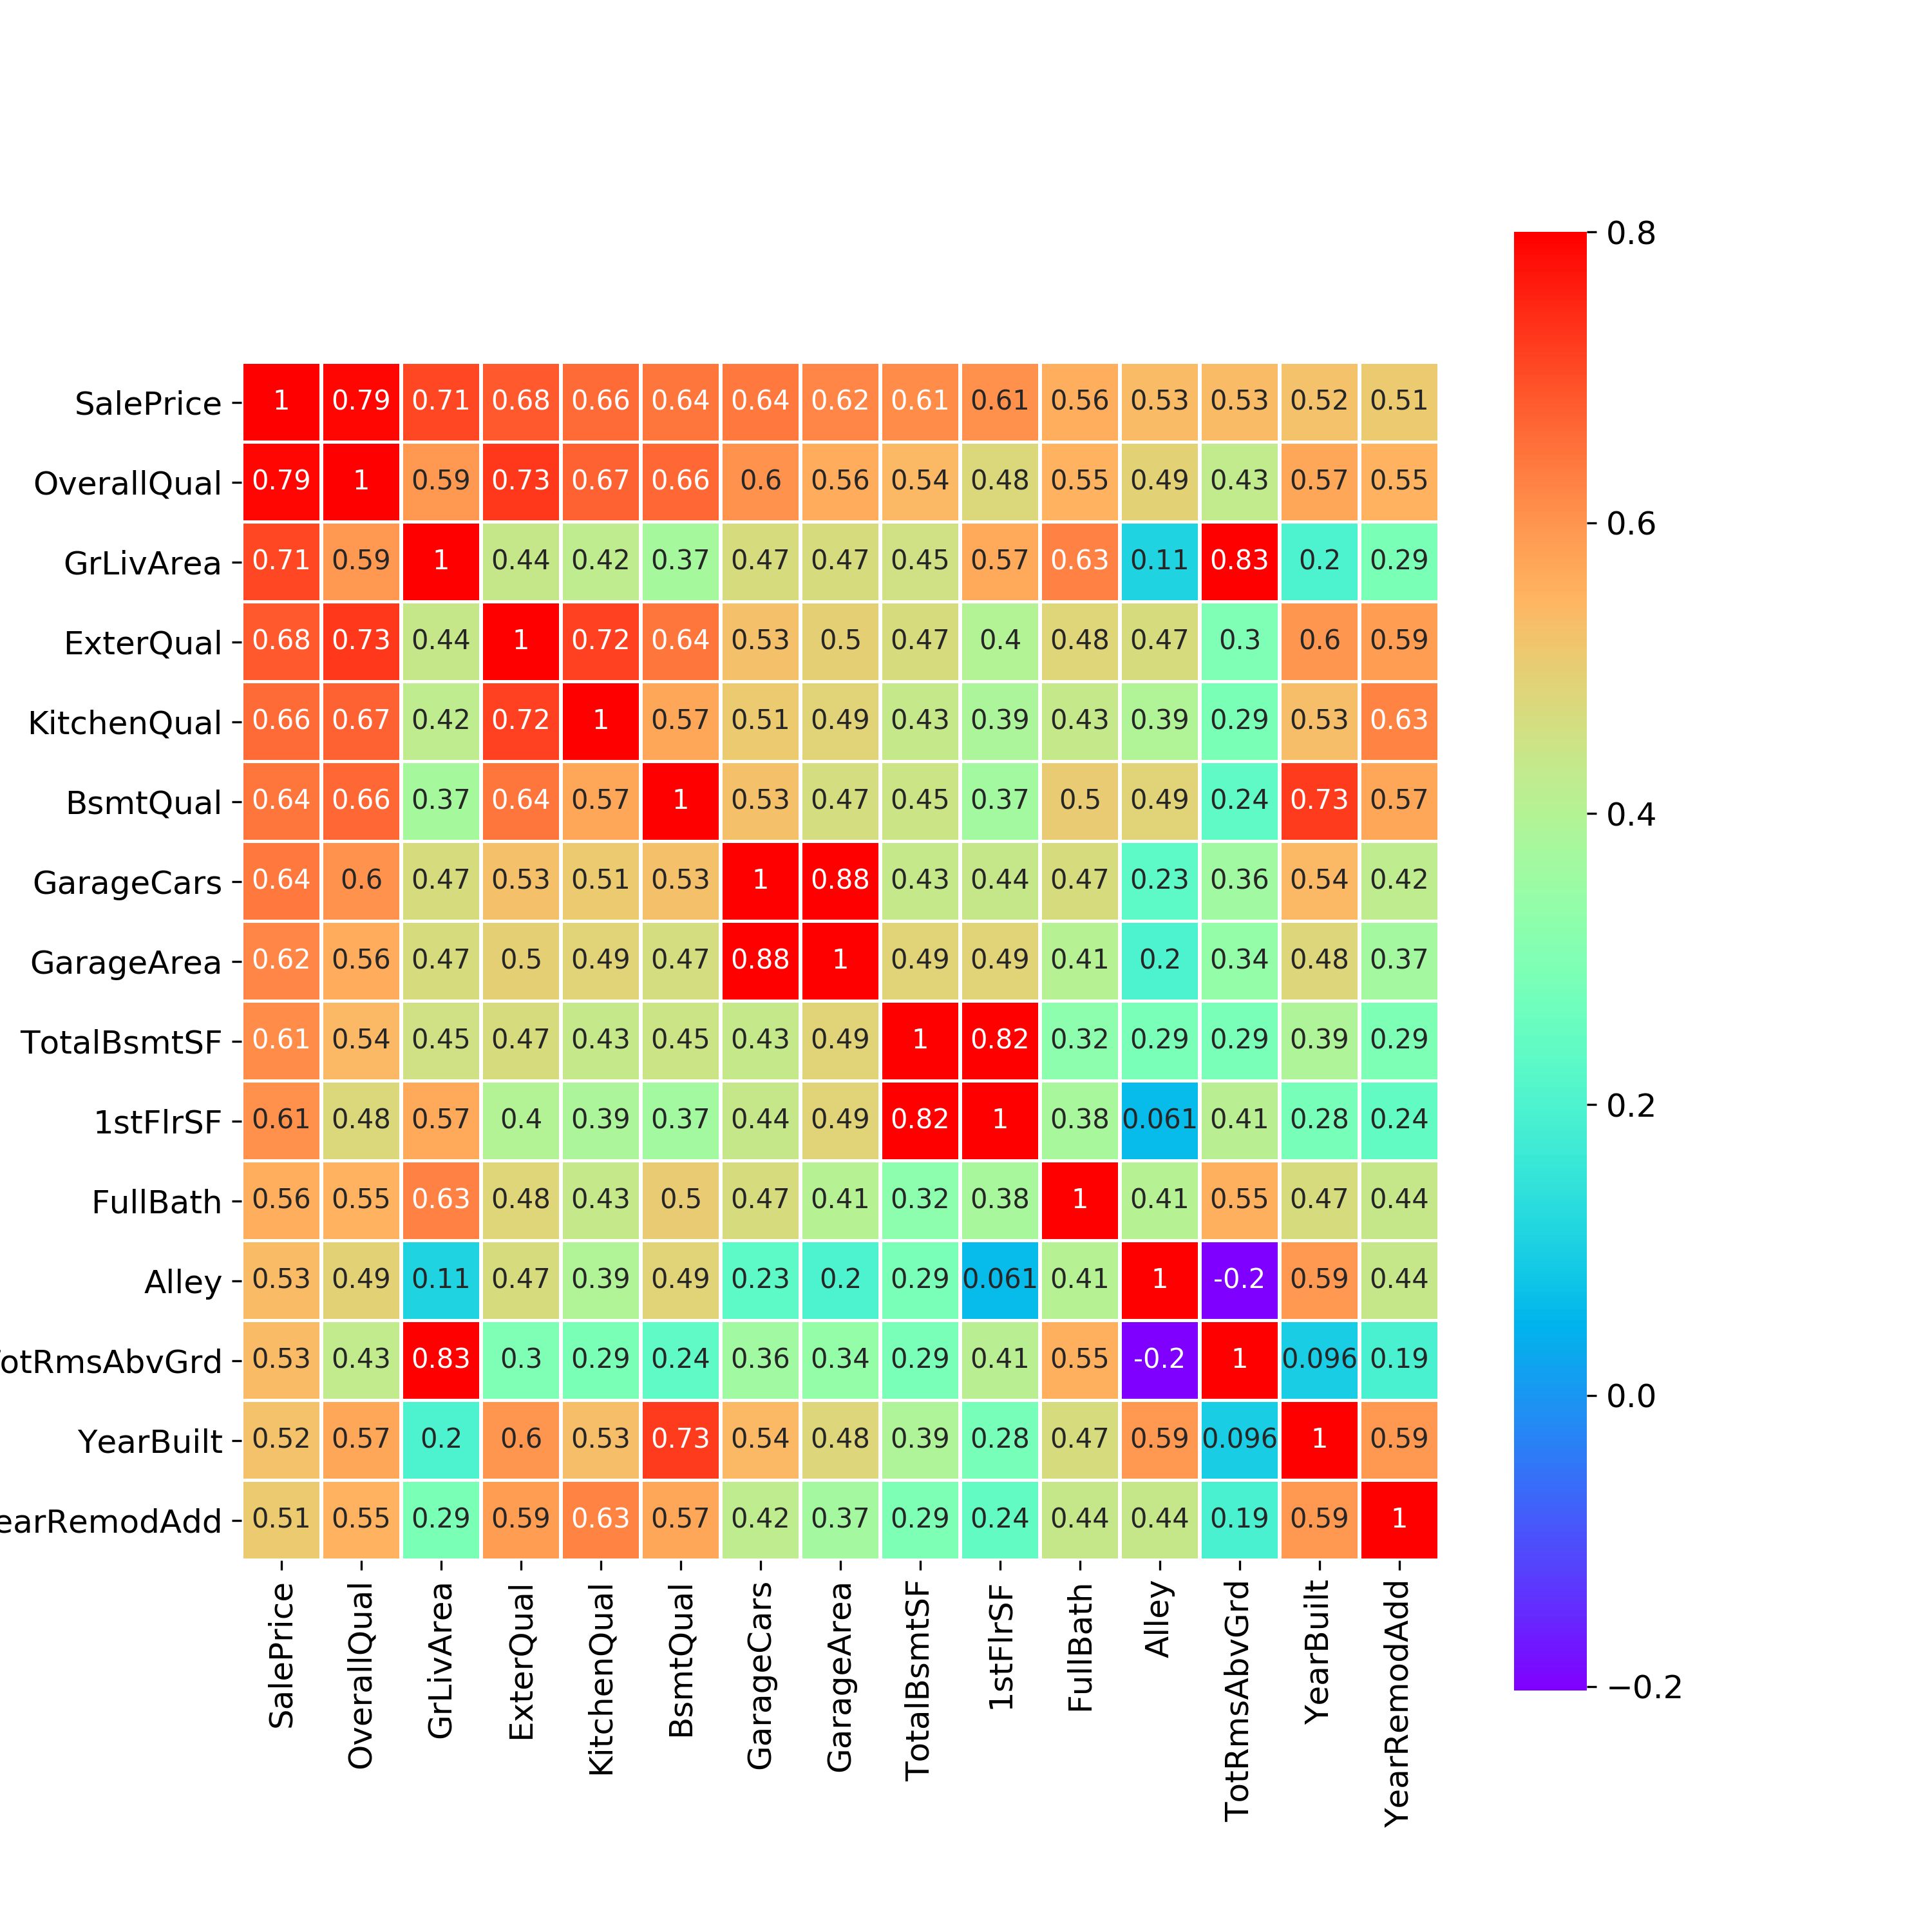 SalePrice 1 0.79 0.71 0.68 0.66 0.64 0.64 0.62 0.61 0.61 0.56 0.53 0.53 0.52 0.51
OverallQual 0.79 1 0.59 0.73 0.67 0.66 0.6 0.56 0.54 0.48 0.55 0.49 0.43 0.57 0.55
GrLivArea 0.71 0.59 1 0.44 0.42 0.37 0.47 0.47 0.45 0.57 0.63 0.11 0.83 0.2 0.29
ExterQual 0.68 0.73 0.44 1 0.72 0.64 0.53 0.5 0.47 0.4 0.48 0.47 0.3 0.6 0.59
KitchenQual 0.66 0.67 0.42 0.72 1 0.57 0.51 0.49 0.43 0.39 0.43 0.39 0.29 0.53 0.63
BsmtQual 0.64 0.66 0.37 0.64 0.57 1 0.53 0.47 0.45 0.37 0.5 0.49 0.24 0.73 0.57
GarageCars 0.64 0.6 0.47 0.53 0.51 0.53 1 0.88 0.43 0.44 0.47 0.23 0.36 0.54 0.42
GarageArea 0.62 0.56 0.47 0.5 0.49 0.47 0.88 1 0.49 0.49 0.41 0.2 0.34 0.48 0.37
TotalBsmtSF 0.61 0.54 0.45 0.47 0.43 0.45 0.43 0.49 1 0.82 0.32 0.29 0.29 0.39 0.29
1stFlrSF 0.61 0.48 0.57 0.4 0.39 0.37 0.44 0.49 0.82 1 0.38 0.061 0.41 0.28 0.24
FullBath 0.56 0.55 0.63 0.48 0.43 0.5 0.47 0.41 0.32 0.38 1 0.41 0.55 0.47 0.44
Alley 0.53 0.49 0.11 0.47 0.39 0.49 0.23 0.2 0.29 0.061 0.41 1 -0.2 0.59 0.44
otRmsAbvGrd 0.53 0.43 0.83 0.3 0.29 0.24 0.36 0.34 0.29 0.41 0.55 -0.2 1 0.096 0.19
YearBuilt 0.52 0.57 0.2 0.6 0.53 0.73 0.54 0.48 0.39 0.28 0.47 0.59 0.096 1 0.59
earRemodAdd 0.51 0.55 0.29 0.59 0.63 0.57 0.42 0.37 0.29 0.24 0.44 0.44 0.19 0.59 1
SalePrice
OverallQual
GrLivArea
ExterQual
KitchenQual
BsmtQual
GarageCars
GarageArea
TotalBsmtSF
1stFlrSF
FullBath
Alley
TotRmsAbvGrd
YearBuilt
YearRemodAdd
0.8
0.6
0.4
0.2
0.0
−0.2